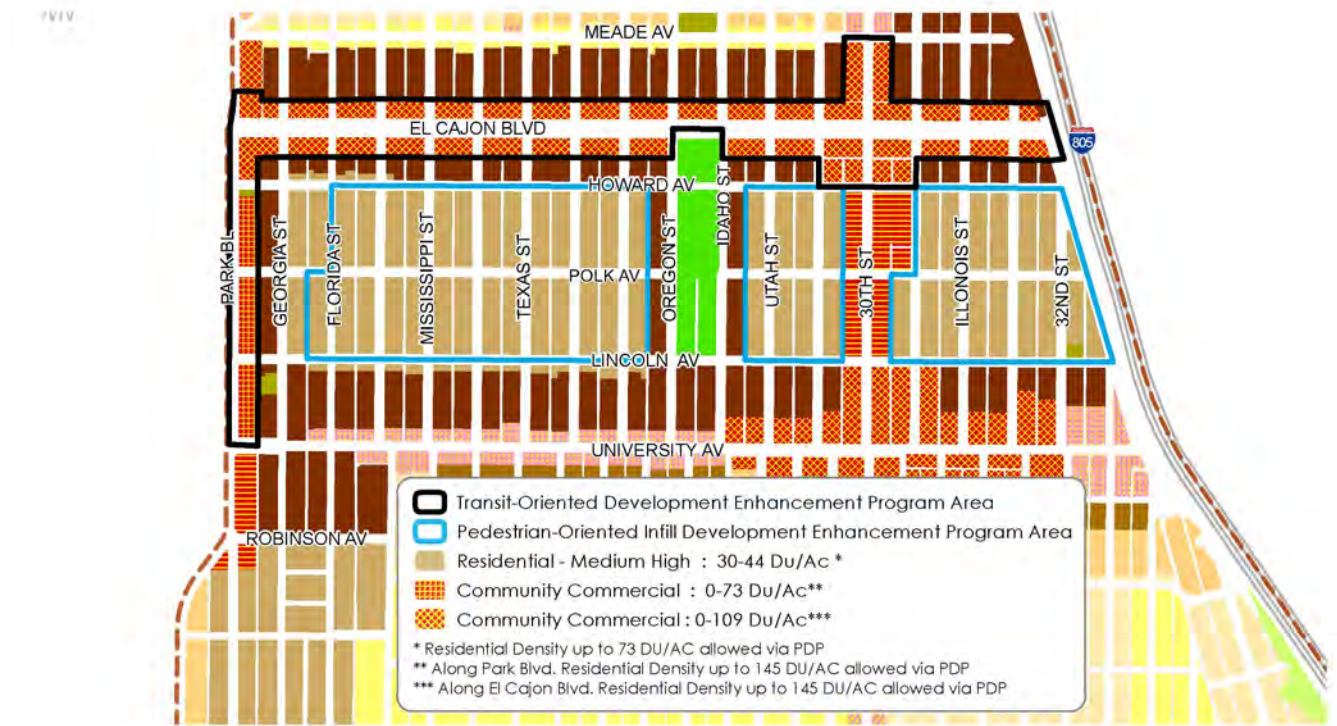 MEADE AV
EL CAJON BLVD
805
HOWARD AV
PARK BL
GEORGIA ST
FLORIDA ST
MISSISSIPPI ST
TEXAS ST
OREGON ST
IDAHO ST
UTAH ST
30TH ST
ILLONOIS ST
32ND ST
POLK AV
LINCOLN AV
UNIVERSITY AV
ROBINSON AV
Transit-Oriented Development Enhancement Program Area
Pedestrian-Oriented Infill Development Enhancement Program Area
Residential - Medium High : 30-44 Du/Ac *
Community Commercial : 0-73 Du/Ac**
Community Commercial : 0-109 Du/Ac***
* Residential Density up to 73 DU/AC allowed via PDP
** Along Park Blvd. Residential Density up to 145 DU/AC allowed via PDP
*** Along El Cajon Blvd. Residential Density up to 145 DU/AC allowed via PDP